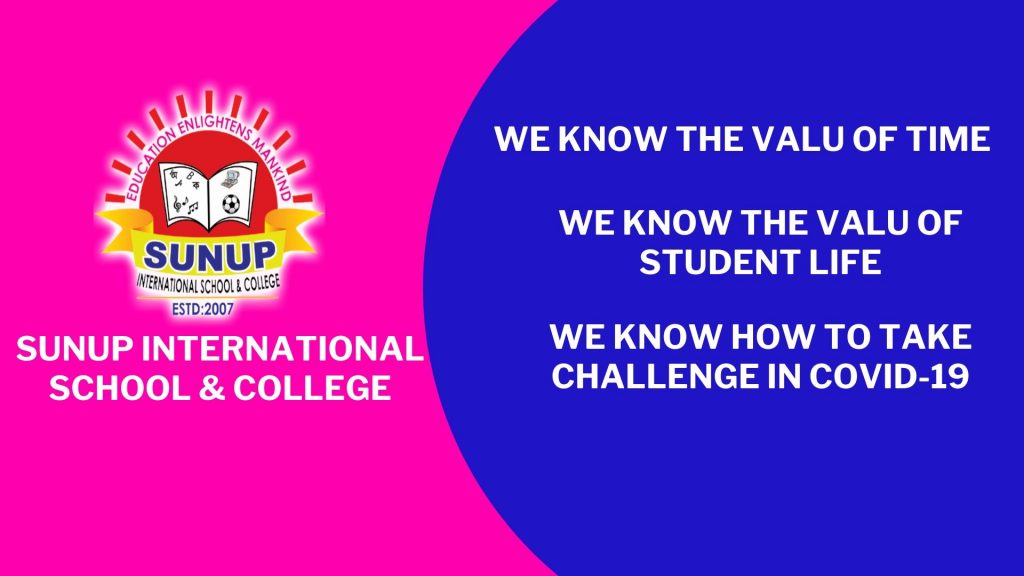 EDUCATION ENLIGHTENS MANKIND
SUNUP
INTERNATIONAL SCHOOL & COLLEGE
ESTD:2007
SUNUP INTERNATIONAL
SCHOOL & COLLEGE
WE KNOW THE VALU OF TIME
WE KNOW THE VALU OF
STUDENT LIFE
WE KNOW HOW TO TAKE
CHALLENGE IN COVID-19